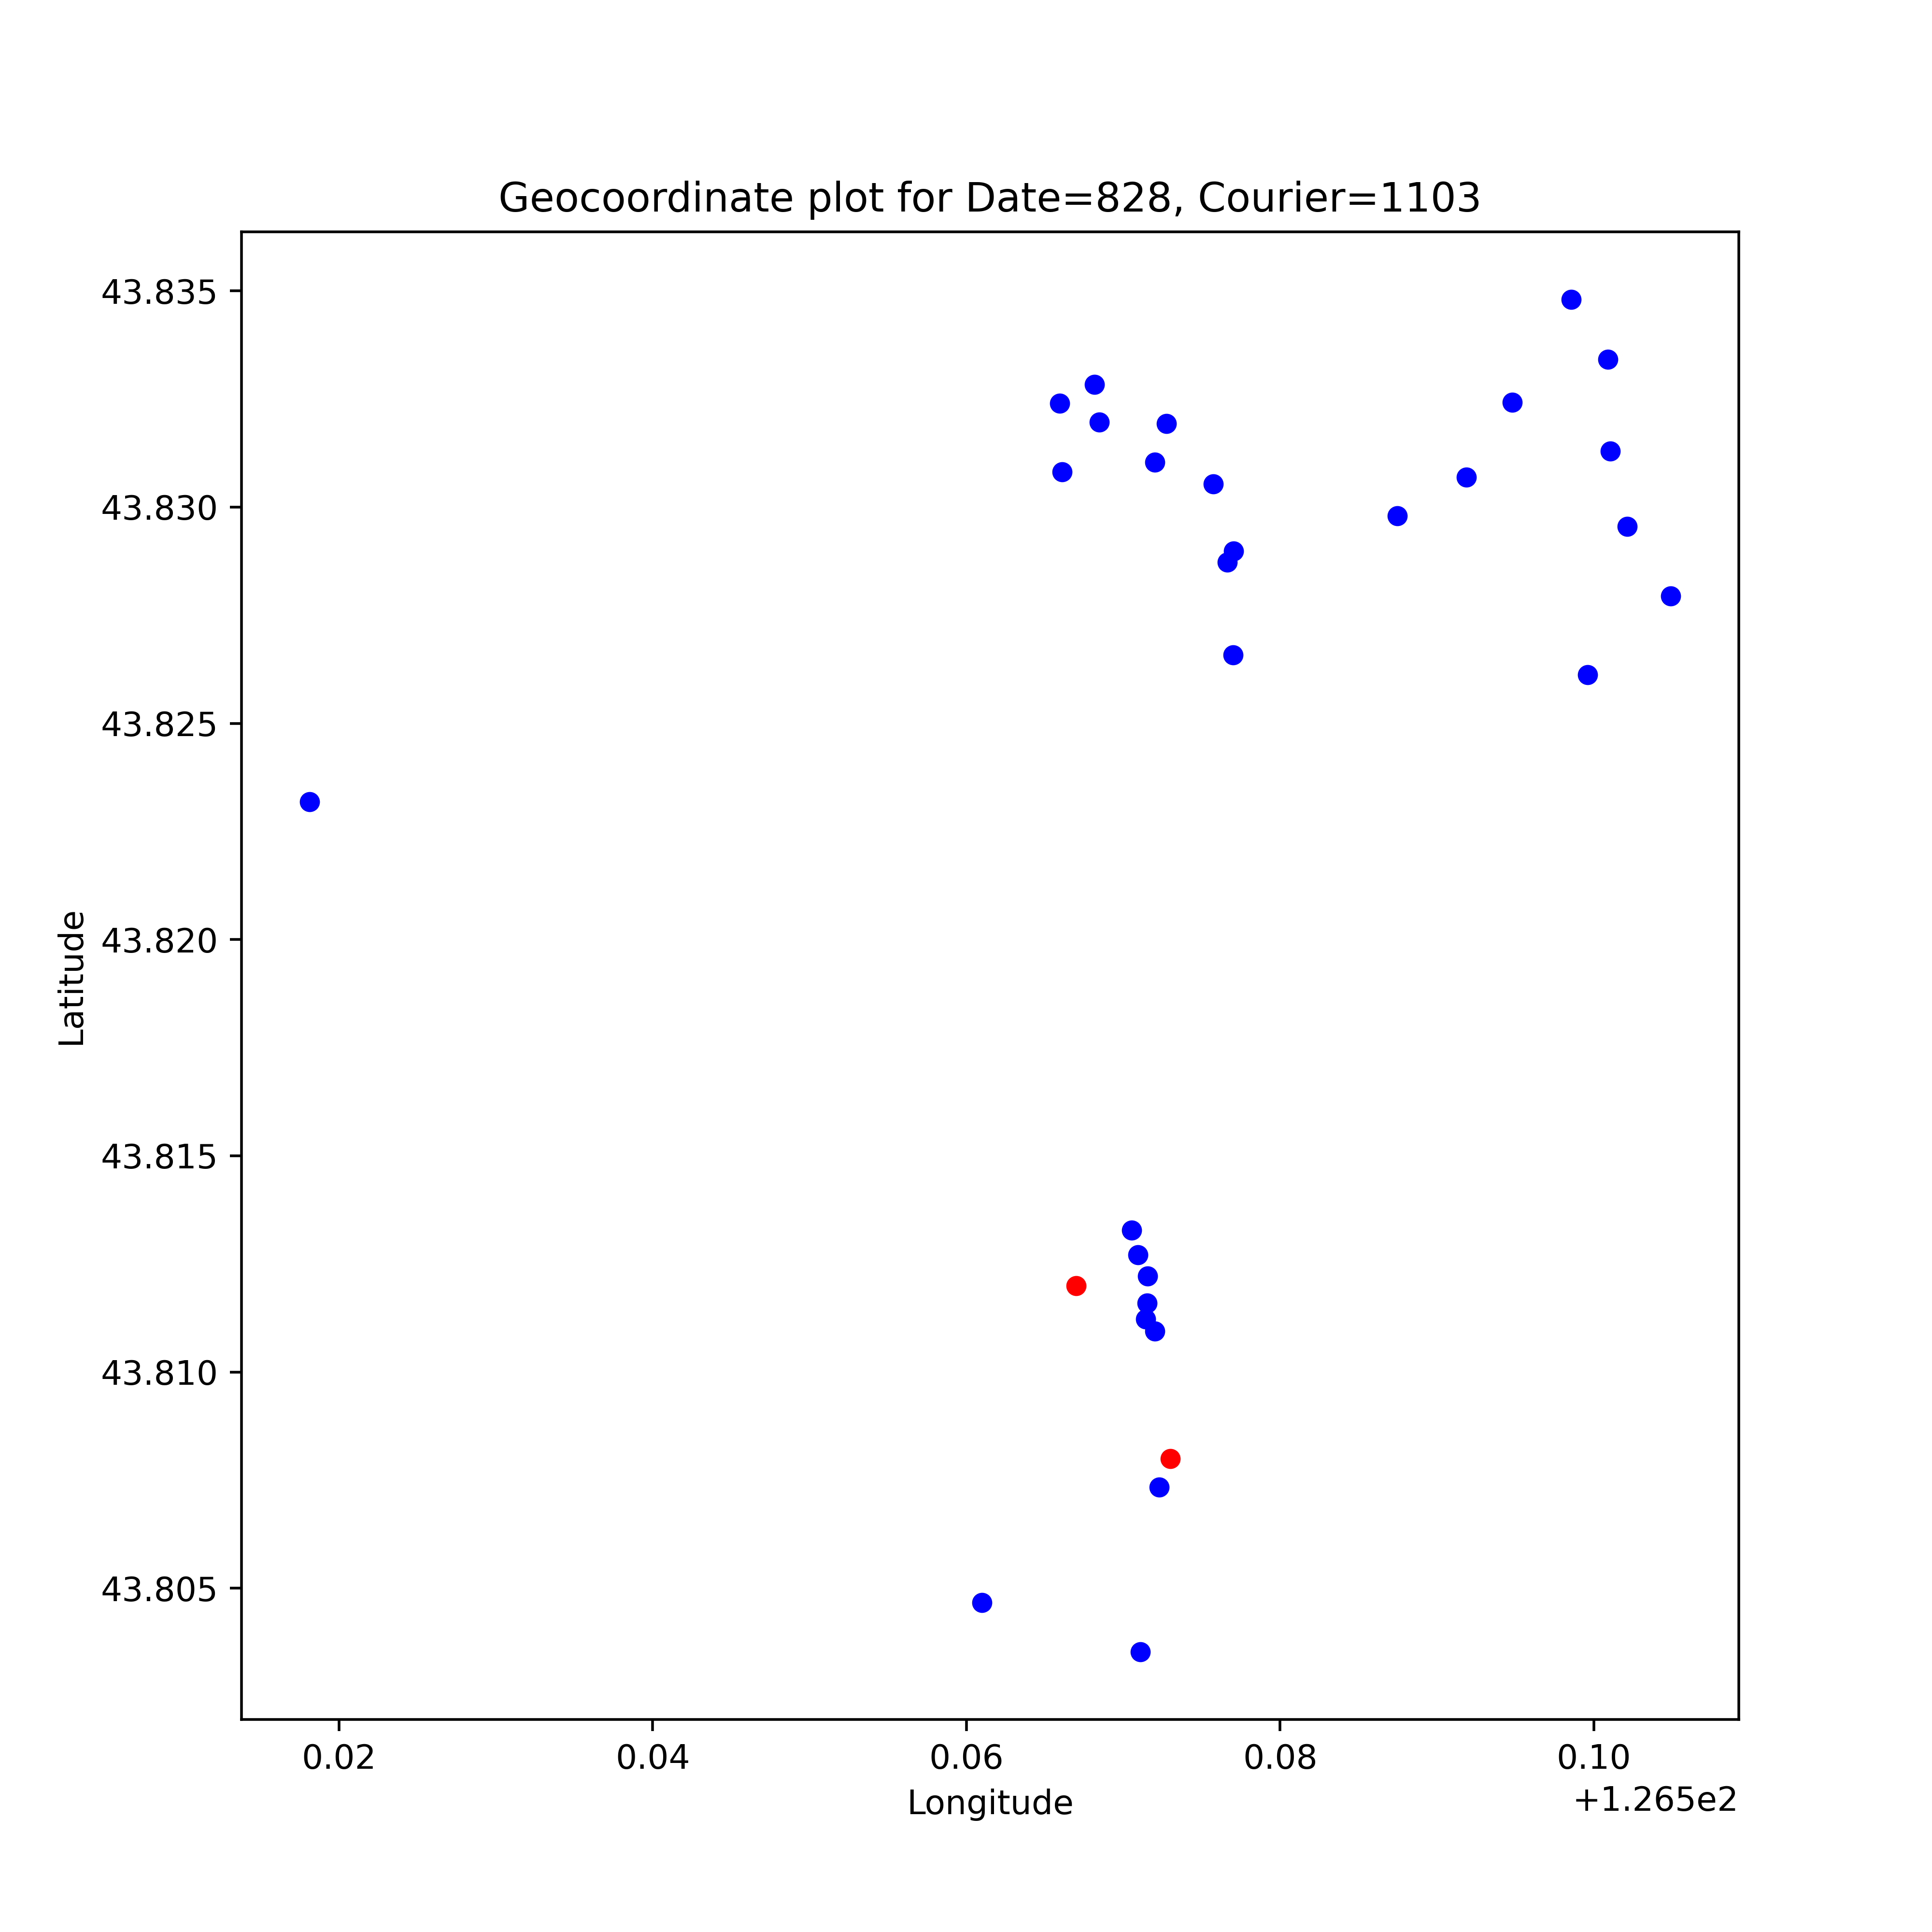 Geocoordinate plot for Date=828, Courier=1103
43.835
43.830
43.825
43.820
43.815
43.810
43.805
Latitude
0.02 0.04 0.06 0.08 0.10
Longitude
+1.265e2